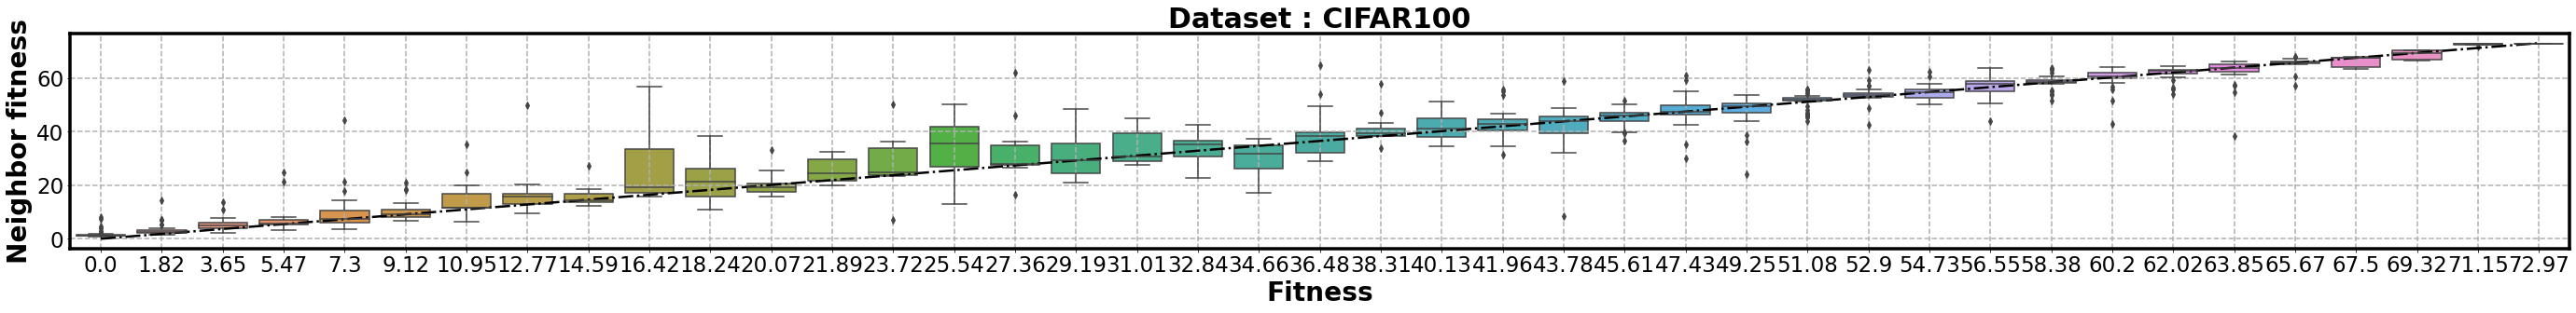 Dataset : CIFAR100
Neighbor fitness
60
40
20
0
0.0 1.82 3.65 5.47 7.3 9.12 10.95 12.77 14.59 16.42 18.24 20.07 21.89 23.72 25.54 27.36 29.19 31.01 32.84 34.66 36.48 38.31 40.13 41.96 43.78 45.61 47.43 49.25 51.08 52.9 54.73 56.55 58.38 60.2 62.02 63.85 65.67 67.5 69.32 71.15 72.97
Fitness